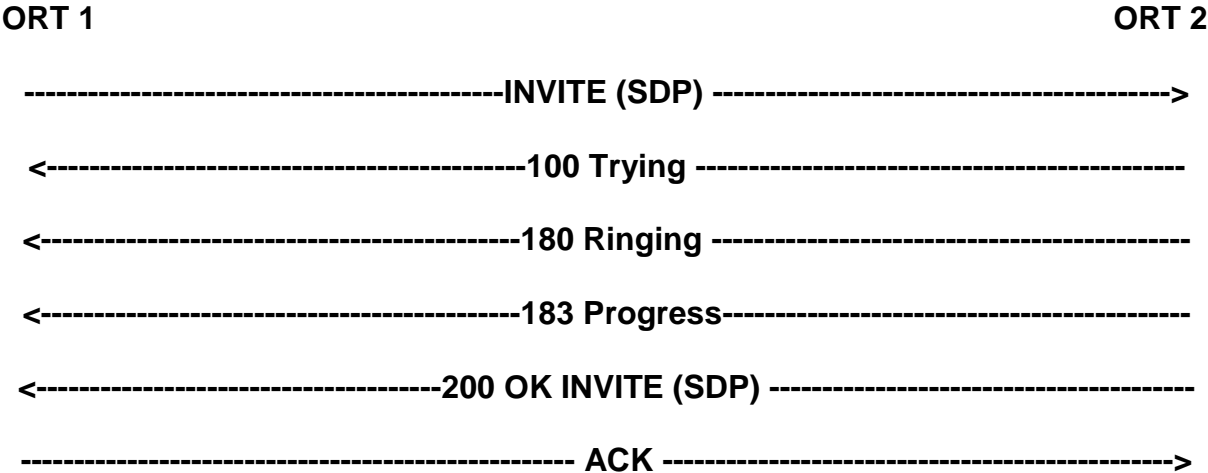 ORT 1 ORT 2
---------------------------------------------INVITE (SDP) ------------------------------------------->
<---------------------------------------------100 Trying ----------------------------------------------
<---------------------------------------------180 Ringing ---------------------------------------------
<---------------------------------------------183 Progress--------------------------------------------
<--------------------------------------200 OK INVITE (SDP) ----------------------------------------
---------------------------------------------------- ACK ------------------------------------------------>